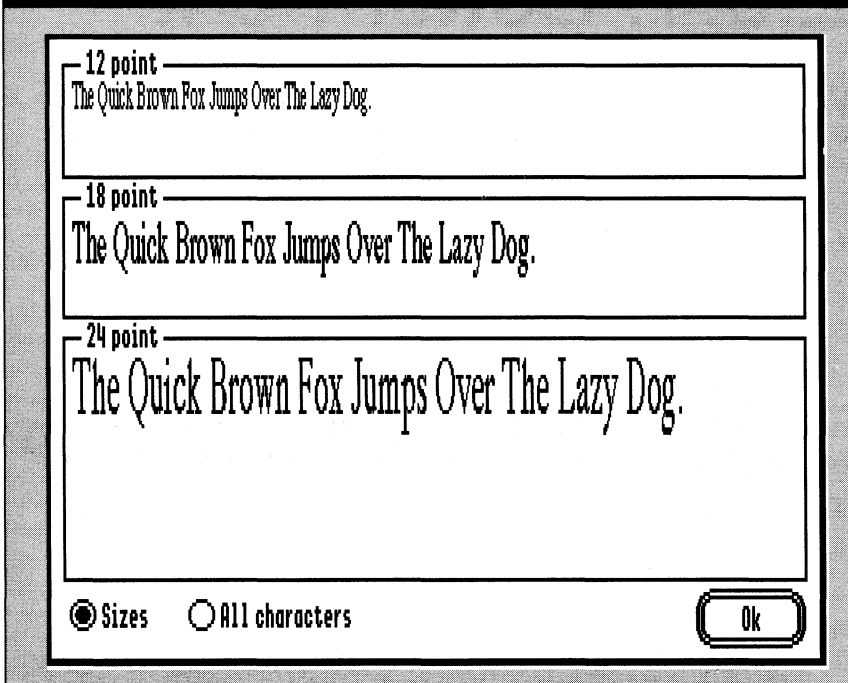 12 point
The Quick Brown Fox Jumps Over The Lazy Dog.
18 point
The Quick Brown Fox Jumps Over The Lazy Dog.
24 point
The Quick Brown Fox Jumps Over The Lazy Dog.
Sizes All characters Ok